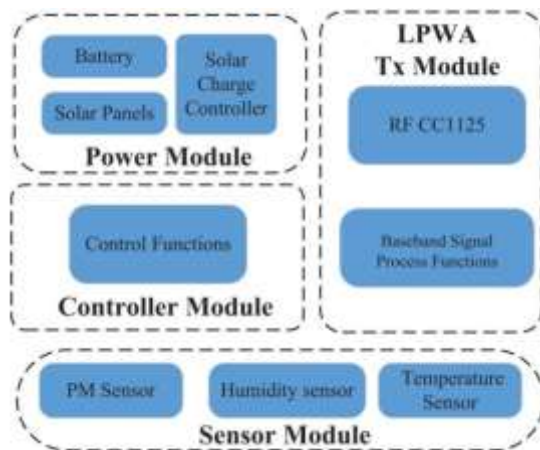 Battery
Solar Panels
Solar
Charge
Controller
Power Module
LPWA
Tx Module
RF CC1125
Baseband Signal
Process Functions
Control Functions
Controller Module
PM Sensor
Humidity sensor
Temperature
Sensor
Sensor Module